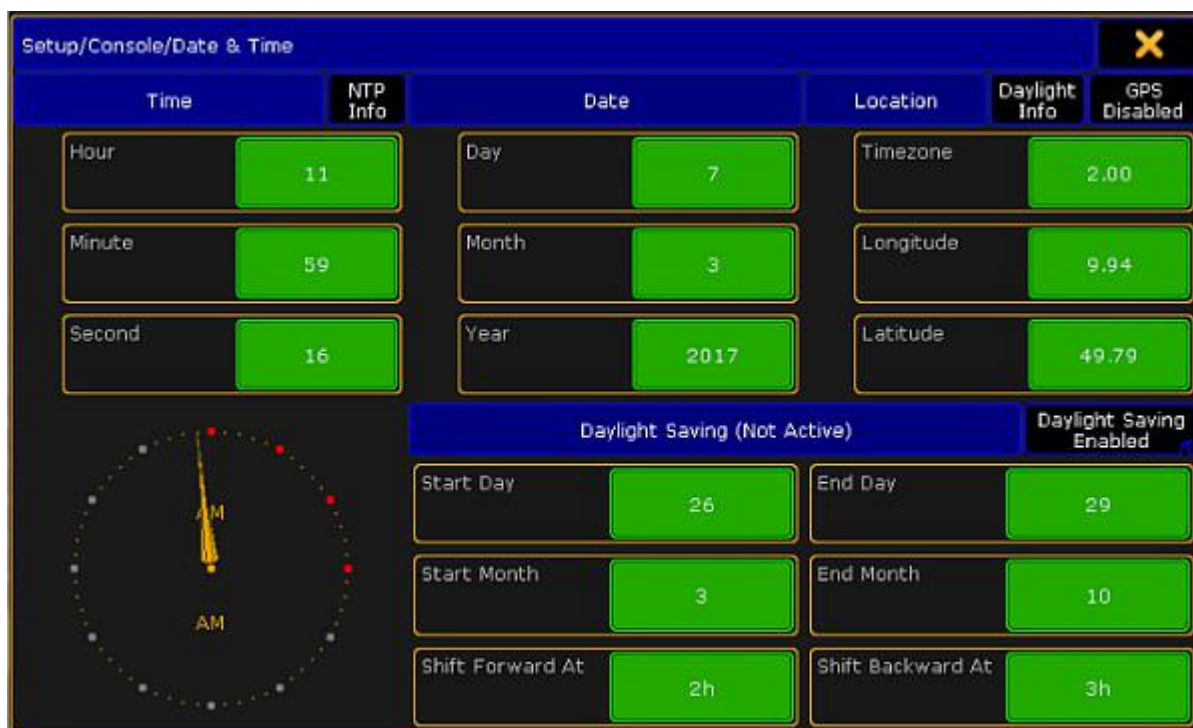 Setup/Console/Date & Time
Time
NTP
Info
Date
Location
Daylight
Info
GPS
Disabled
Hour
11
Day
7
Timezone
2.00
Minute
59
Month
3
Longitude
9.94
Second
16
Year
2017
Latitude
49.79
AM
AM
Daylight Saving (Not Active)
Daylight Saving
Enabled
Start Day
26
End Day
29
Start Month
3
End Month
10
Shift Forward At
2h
Shift Backward At
3h